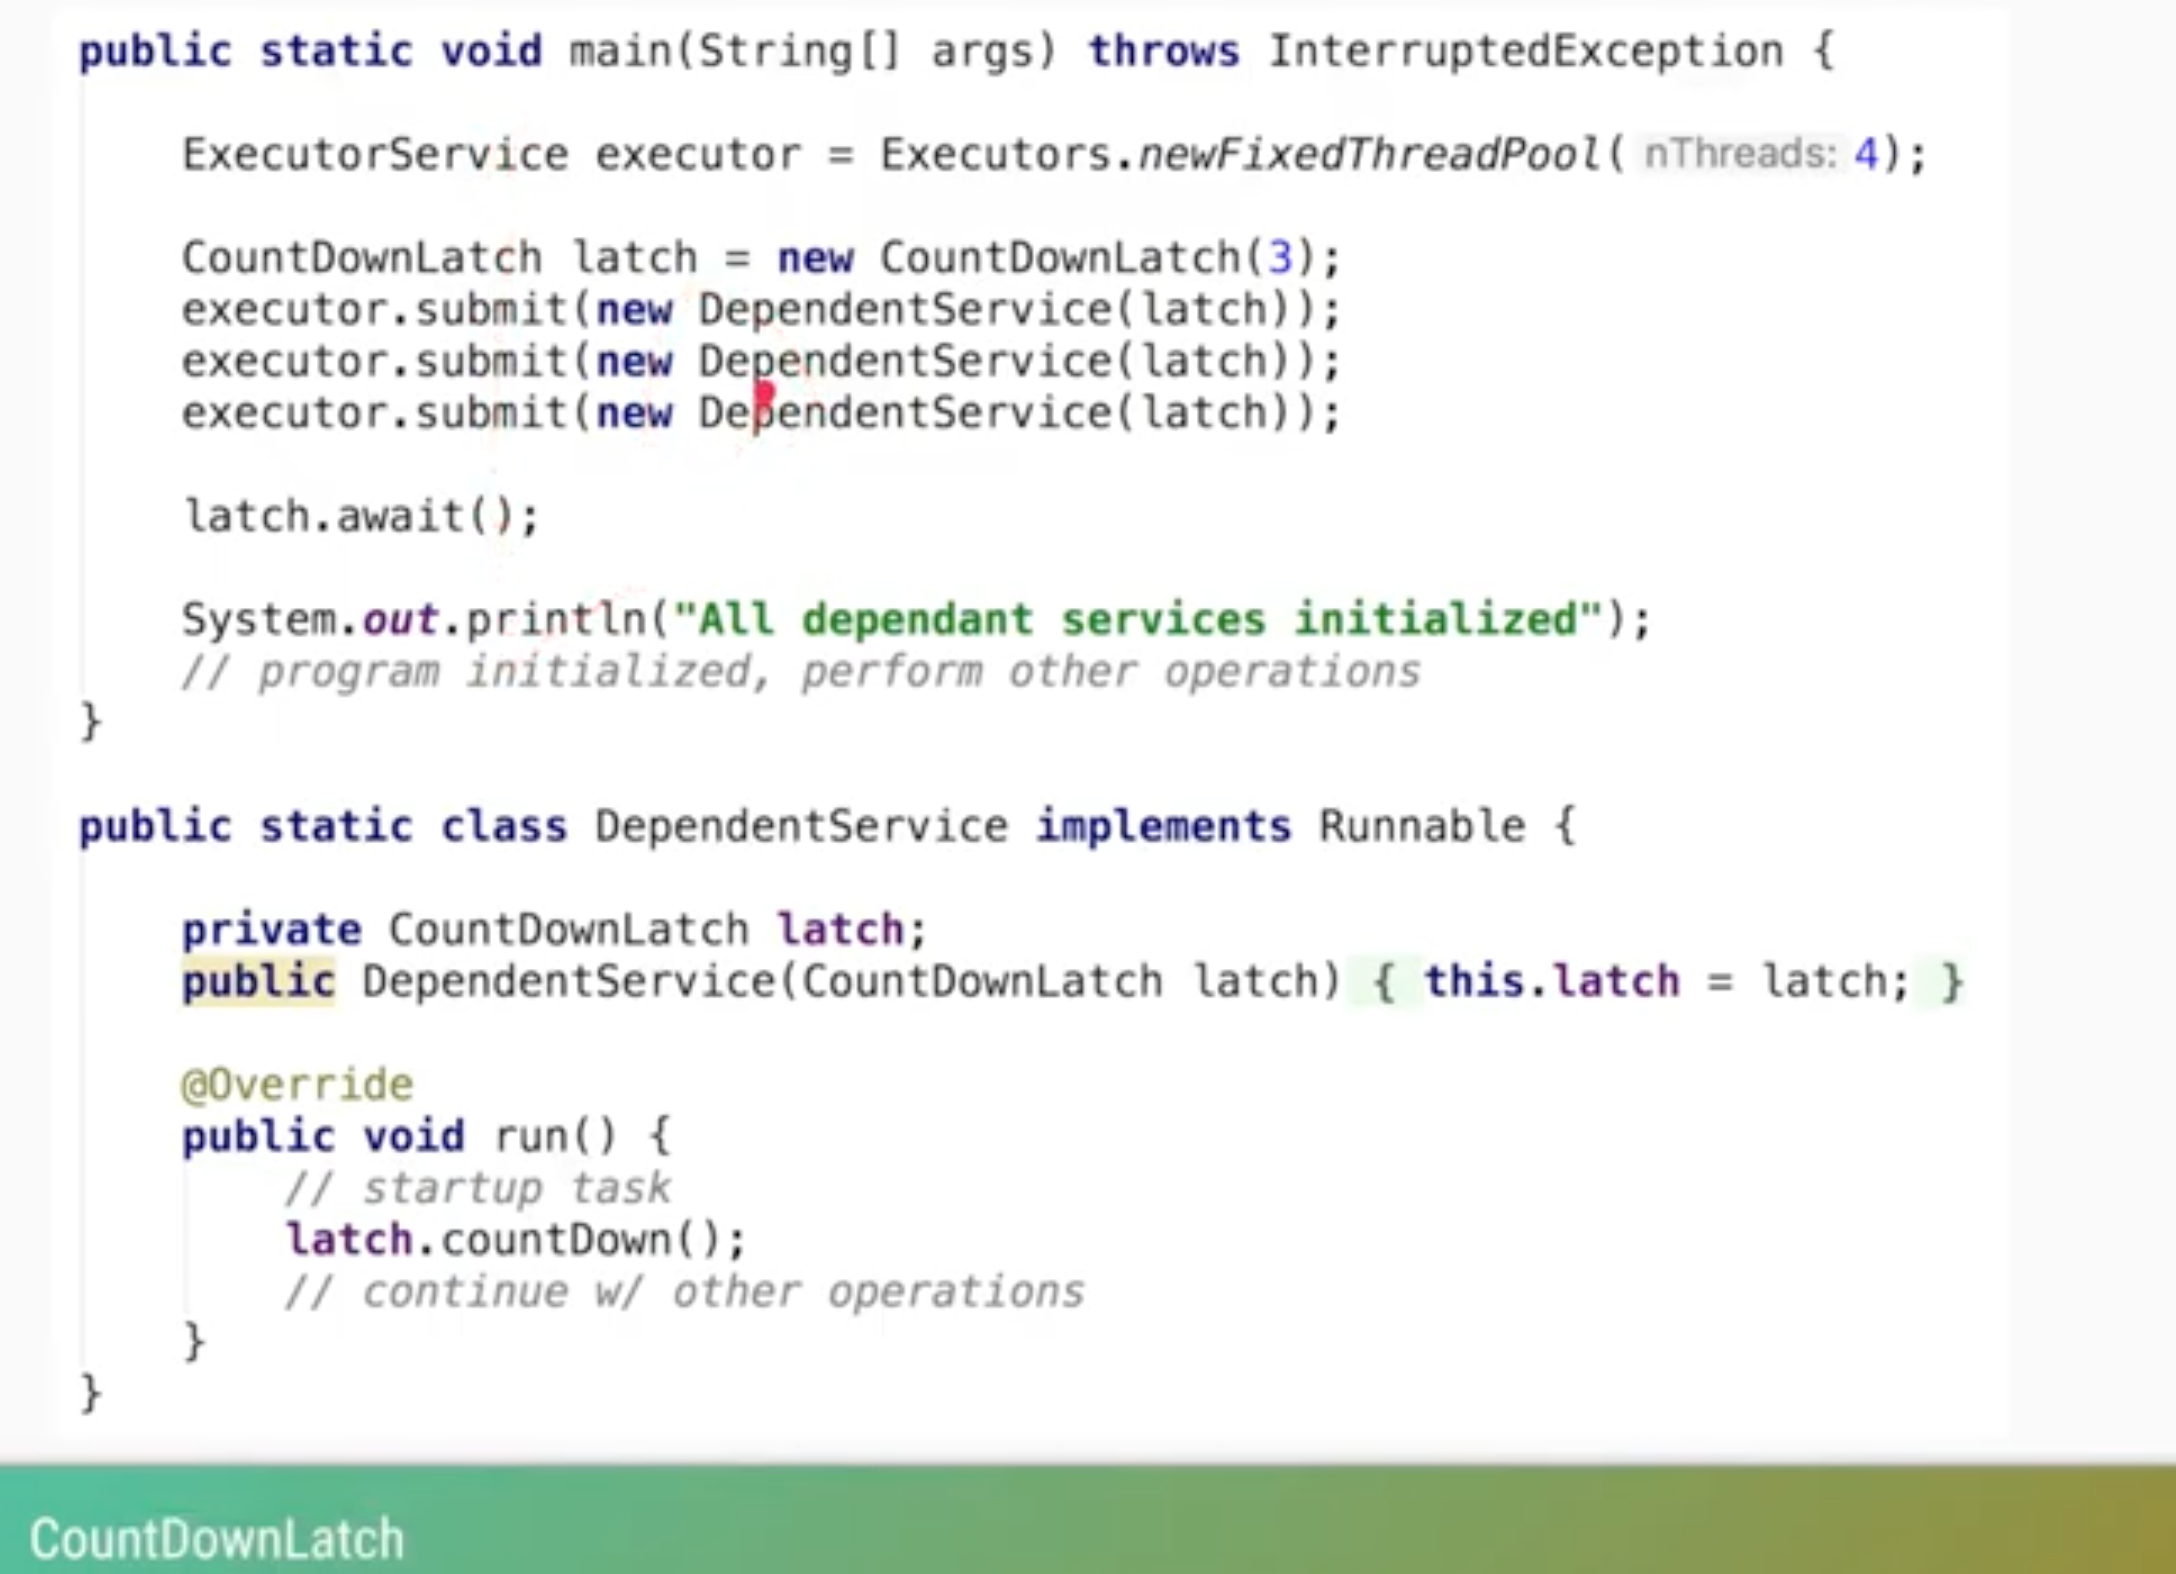 public static void main(String[] args) throws InterruptedException {
ExecutorService executor = Executors.newFixedThreadPool( nThreads: 4);
CountDownLatch latch = new CountDownLatch(3);
executor.submit(new DependentService(latch));
executor.submit(new DependentService(latch));
executor.submit(new DependentService(latch));
latch.await();
System.out.println("All dependant services initialized");
// program initialized, perform other operations
}
public static class DependentService implements Runnable {
private CountDownLatch latch;
public DependentService(CountDownLatch latch) { this.latch = latch; }
@Override
public void run() {
// startup task
latch.countDown();
// continue w/ other operations
}
}
CountDownLatch